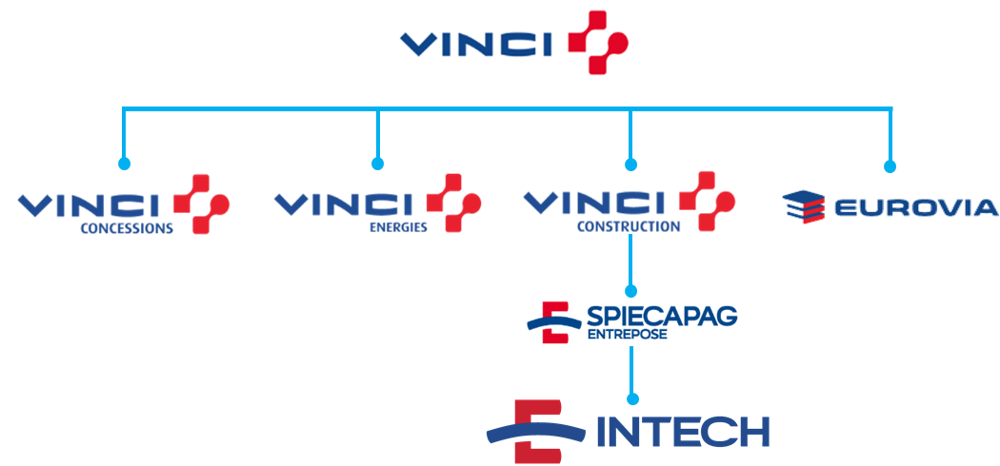 VINCI
VINCI
CONCESSIONS
VINCI
ENERGIES
VINCI
CONSTRUCTION
EUROVIA
SPIECAPAG
ENTREPOSE
INTECH